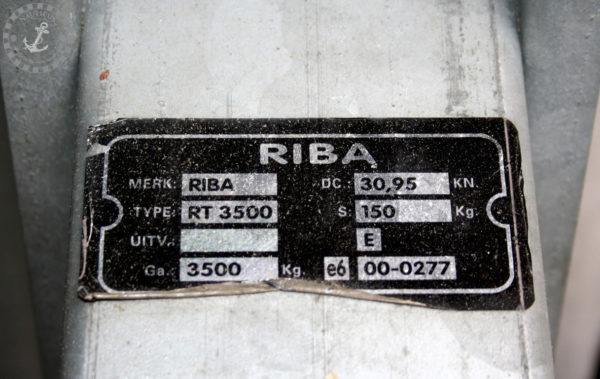 RIBA
MERK: RIBA DC: 30,95 KN.
TYPE: RT 3500 S: 150 Kg.
UITV.: E
Ga.: 3500 Kg. e6 00-0277